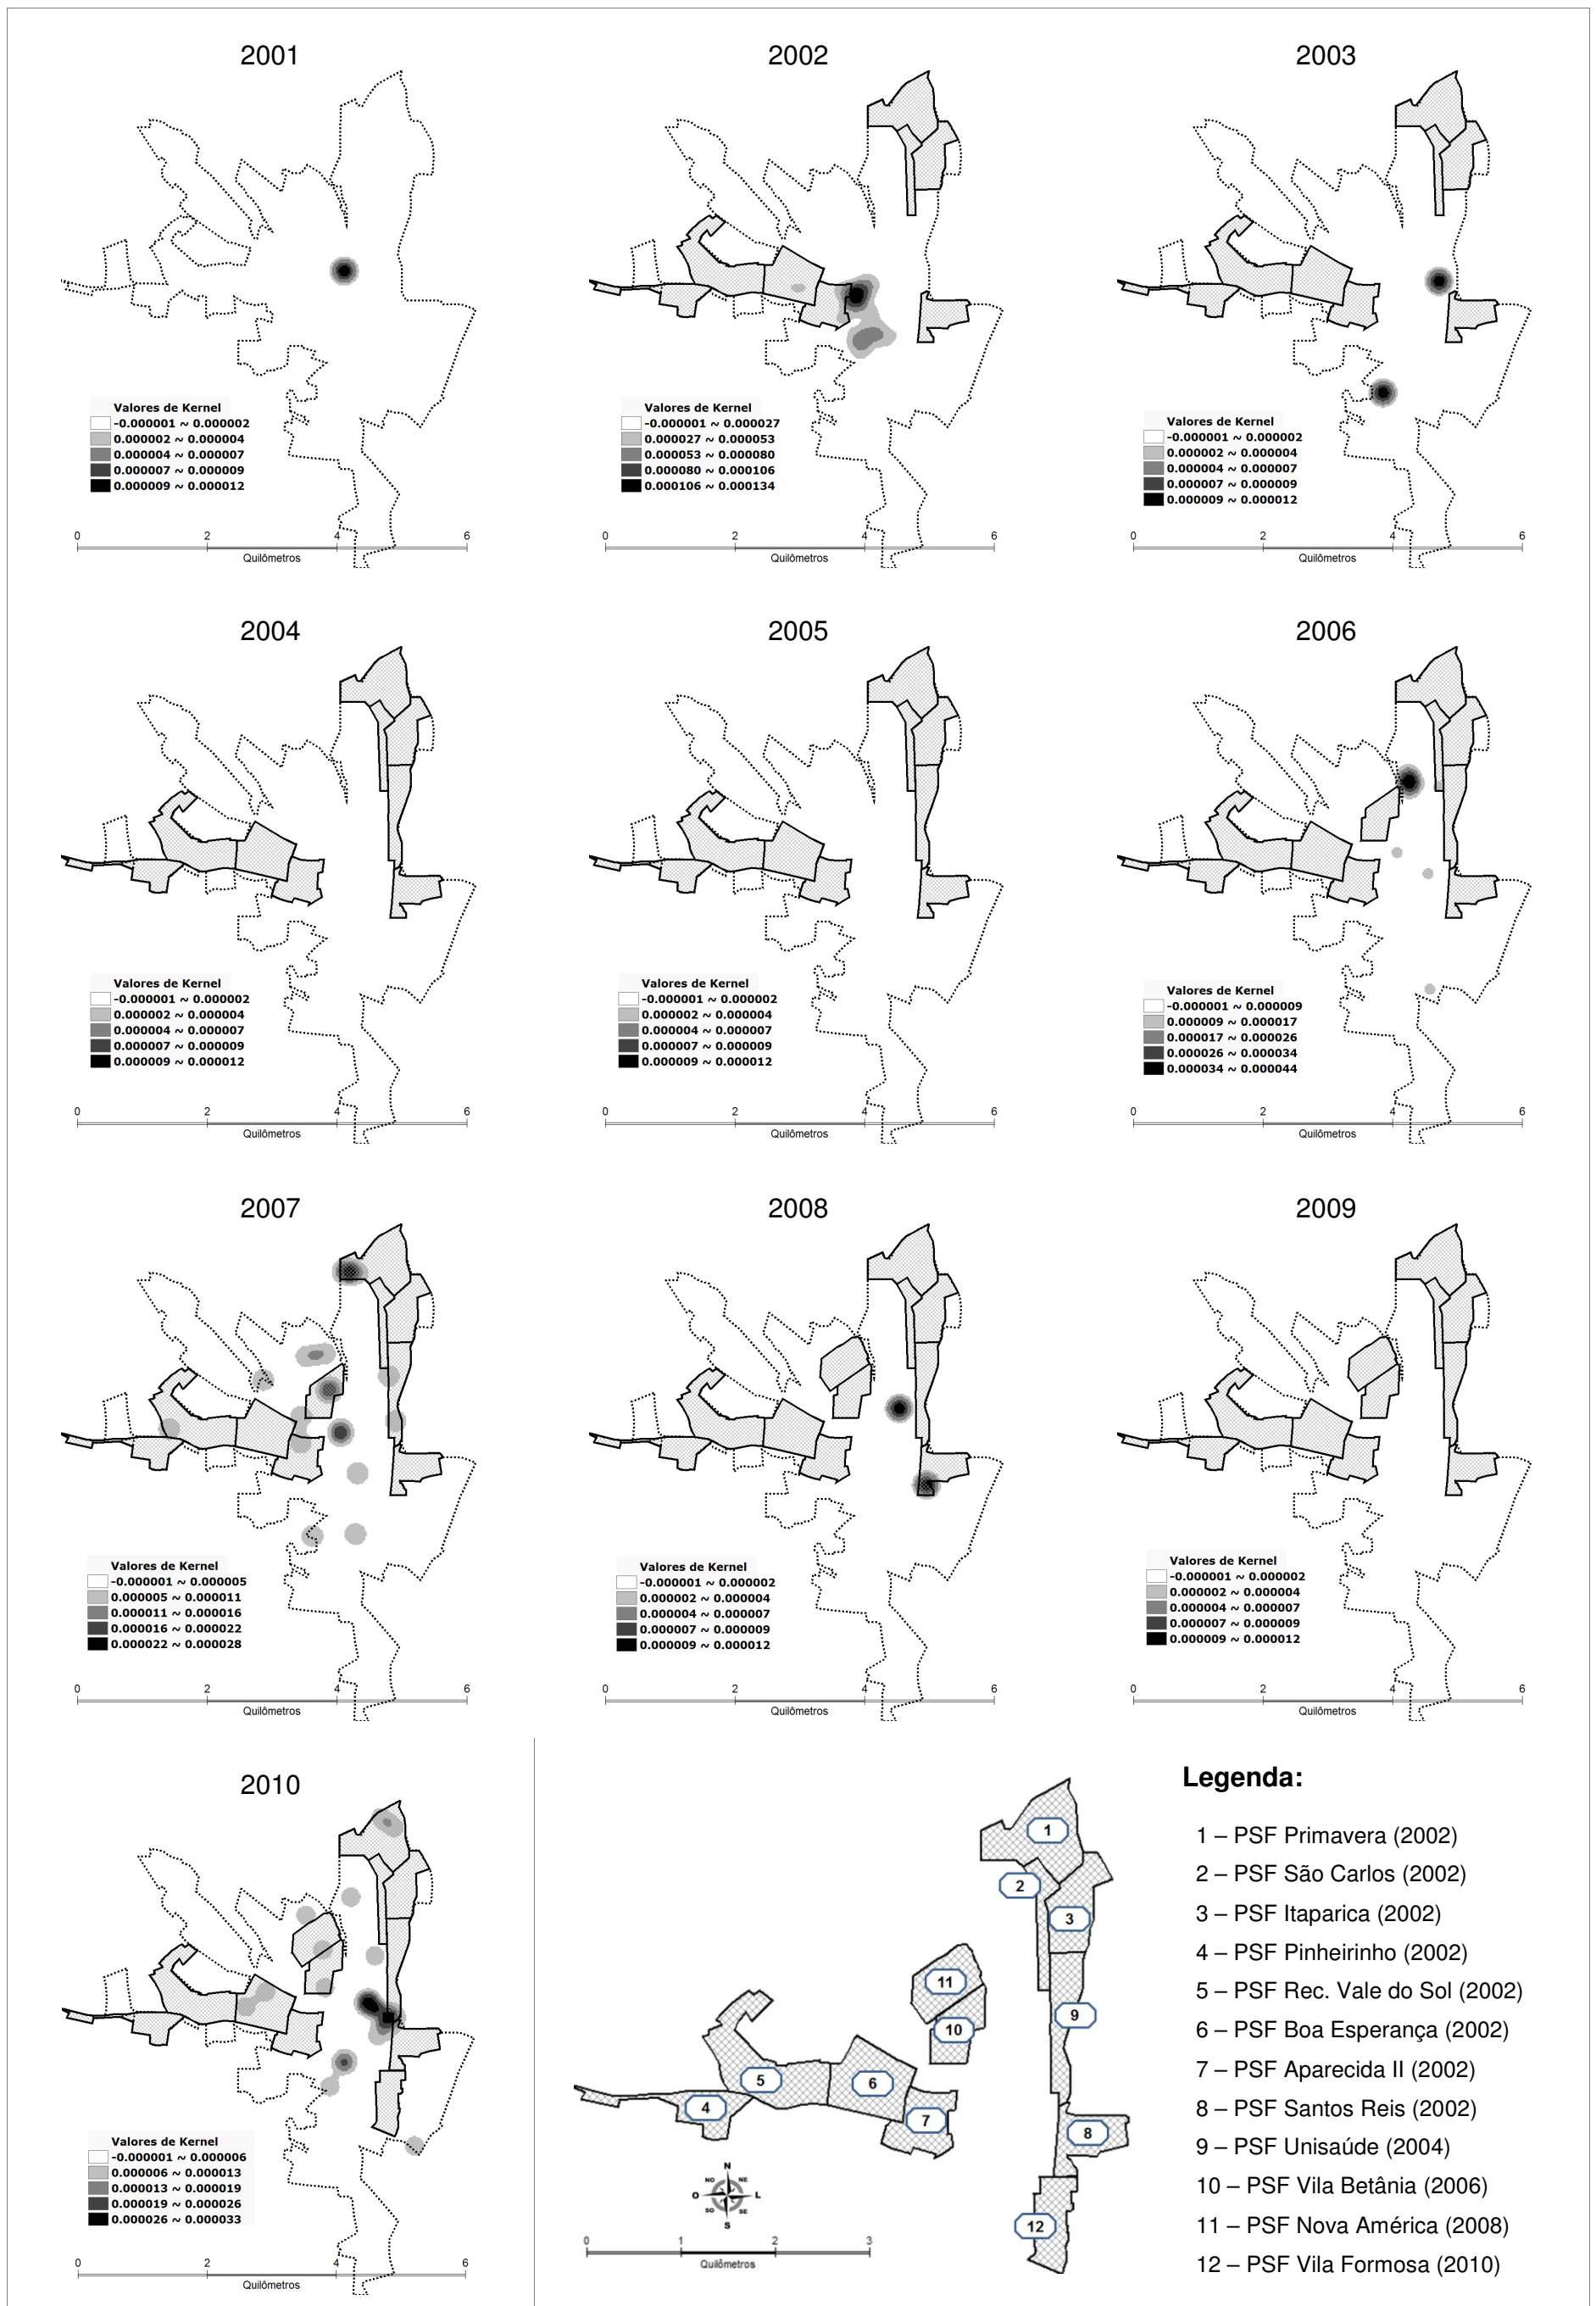 2001
Valores de Kernel
-0.000001 ~ 0.000002
0.000002 ~ 0.000004
0.000004 ~ 0.000007
0.000007 ~ 0.000009
0.000009 ~ 0.000012
0 2 4 6
Quilômetros
2002
Valores de Kernel
-0.000001 ~ 0.000027
0.000027 ~ 0.000053
0.000053 ~ 0.000080
0.000080 ~ 0.000106
0.000106 ~ 0.000134
0 2 4 6
Quilômetros
2003
Valores de Kernel
-0.000001 ~ 0.000002
0.000002 ~ 0.000004
0.000004 ~ 0.000007
0.000007 ~ 0.000009
0.000009 ~ 0.000012
0 2 4 6
Quilômetros
2004
Valores de Kernel
-0.000001 ~ 0.000002
0.000002 ~ 0.000004
0.000004 ~ 0.000007
0.000007 ~ 0.000009
0.000009 ~ 0.000012
0 2 4 6
Quilômetros
2005
Valores de Kernel
-0.000001 ~ 0.000002
0.000002 ~ 0.000004
0.000004 ~ 0.000007
0.000007 ~ 0.000009
0.000009 ~ 0.000012
0 2 4 6
Quilômetros
2006
Valores de Kernel
-0.000001 ~ 0.000009
0.000009 ~ 0.000017
0.000017 ~ 0.000026
0.000026 ~ 0.000034
0.000034 ~ 0.000044
0 2 4 6
Quilômetros
2007
Valores de Kernel
-0.000001 ~ 0.000005
0.000005 ~ 0.000011
0.000011 ~ 0.000016
0.000016 ~ 0.000022
0.000022 ~ 0.000028
0 2 4 6
Quilômetros
2008
Valores de Kernel
-0.000001 ~ 0.000002
0.000002 ~ 0.000004
0.000004 ~ 0.000007
0.000007 ~ 0.000009
0.000009 ~ 0.000012
0 2 4 6
Quilômetros
2009
Valores de Kernel
-0.000001 ~ 0.000002
0.000002 ~ 0.000004
0.000004 ~ 0.000007
0.000007 ~ 0.000009
0.000009 ~ 0.000012
0 2 4 6
Quilômetros
2010
Valores de Kernel
-0.000001 ~ 0.000006
0.000006 ~ 0.000013
0.000013 ~ 0.000019
0.000019 ~ 0.000026
0.000026 ~ 0.000033
0 2 4 6
Quilômetros
1
2
3
11
9
10
5
6
4
7
8
12
N
NO NE
O L
SO SE
S
0 1 2 3
Quilômetros
Legenda:
1 – PSF Primavera (2002)
2 – PSF São Carlos (2002)
3 – PSF Itaparica (2002)
4 – PSF Pinheirinho (2002)
5 – PSF Rec. Vale do Sol (2002)
6 – PSF Boa Esperança (2002)
7 – PSF Aparecida II (2002)
8 – PSF Santos Reis (2002)
9 – PSF Unisaúde (2004)
10 – PSF Vila Betânia (2006)
11 – PSF Nova América (2008)
12 – PSF Vila Formosa (2010)